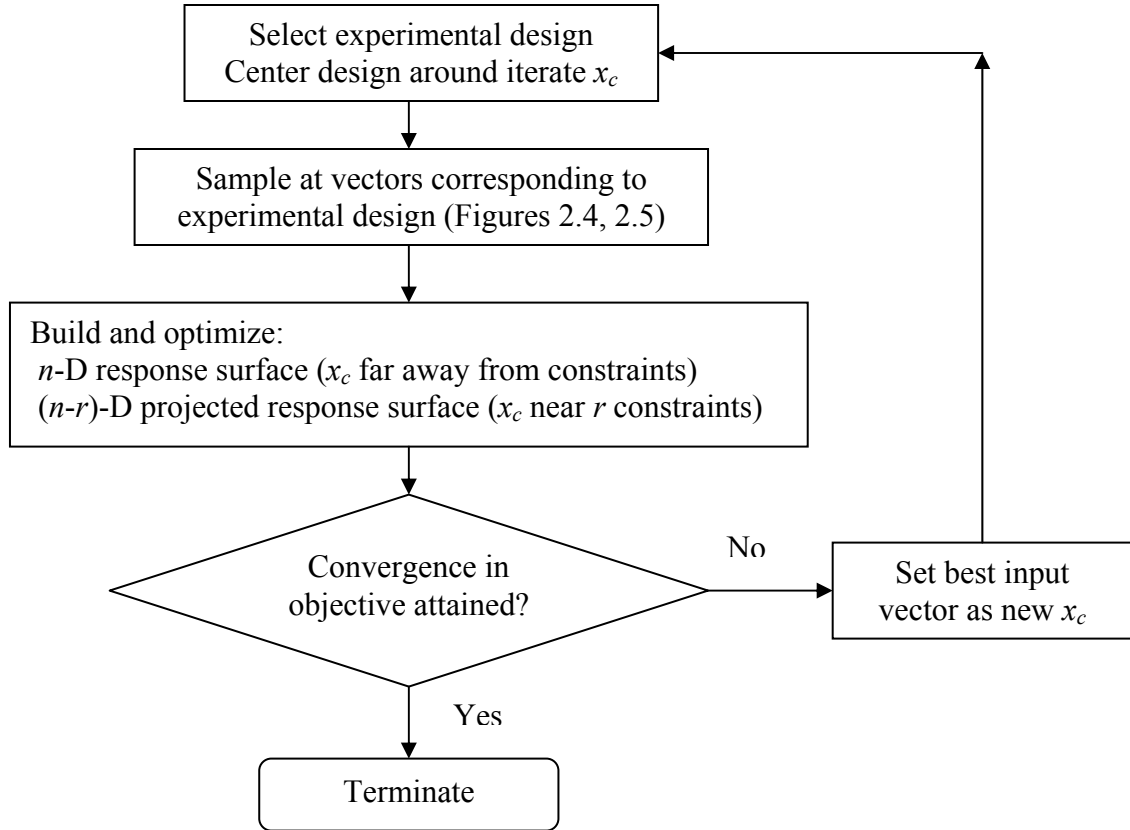 Select experimental design
Center design around iterate x_c
Sample at vectors corresponding to
experimental design (Figures 2.4, 2.5)
Build and optimize:
n-D response surface (x_c far away from constraints)
(n-r)-D projected response surface (x_c near r constraints)
Convergence in
objective attained?
No
Set best input
vector as new x_c
Yes
Terminate